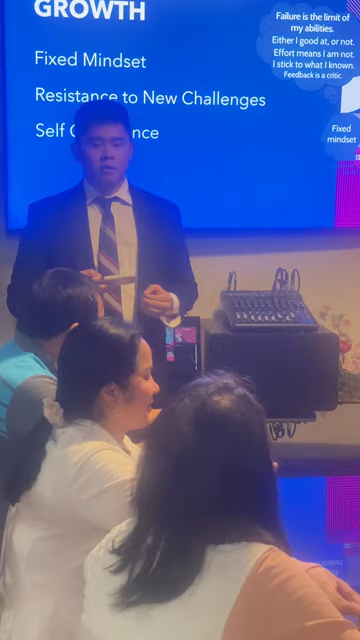 GROWTH
Fixed Mindset
Resistance to New Challenges
Self
Failure is the limit of
my abilities.
Either I good at, or not.
Effort means I am not.
I stick to what I known.
Feedback is a critic.
Fixed
mindset